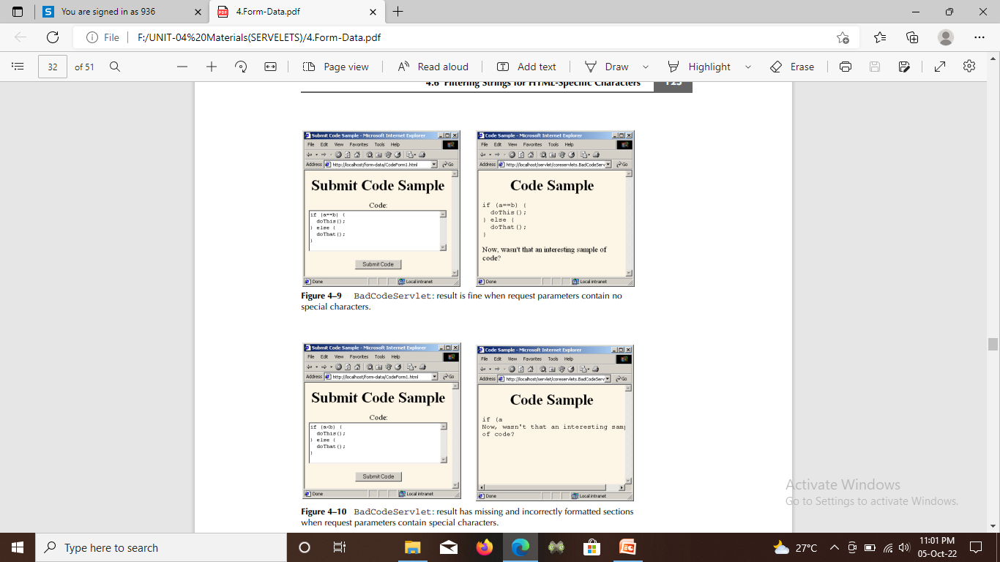 You are signed in as 936
4.Form-Data.pdf
File
F:/UNIT-04%20Materials(SERVELETS)/4.Form-Data.pdf
32 of 51
Page view
Read aloud
Add text
Draw
Highlight
Erase
4.6 Filtering Strings for HTML-Specific Characters
123
Submit Code Sample - Microsoft Internet Explorer
File Edit View Favorites Tools Help
Address http://localhost/form-data/CodeForm1.html Go
Submit Code Sample
Code:
if (a==b) {
doThis();
} else {
doThat();
}
Submit Code
Done
Local intranet
Code Sample - Microsoft Internet Explorer
File Edit View Favorites Tools Help
Address http://localhost/servlet/coreservlets.BadCodeServ Go
Code Sample
if (a==b) {
doThis();
} else {
doThat();
}
Now, wasn't that an interesting sample of
code?
Done
Local intranet
Figure 4–9 BadCodeServlet: result is fine when request parameters contain no
special characters.
Submit Code Sample - Microsoft Internet Explorer
File Edit View Favorites Tools Help
Address http://localhost/form-data/CodeForm1.html Go
Submit Code Sample
Code:
if (a<b) {
doThis();
} else {
doThat();
}
Submit Code
Done
Local intranet
Code Sample - Microsoft Internet Explorer
File Edit View Favorites Tools Help
Address http://localhost/servlet/coreservlets.BadCodeServ Go
Code Sample
if (a
Now, wasn't that an interesting samp
of code?
Done
Local intranet
Figure 4–10 BadCodeServlet: result has missing and incorrectly formatted sections
when request parameters contain special characters.
Activate Windows
Go to Settings to activate Windows.
Type here to search
27°C
11:01 PM
05-Oct-22